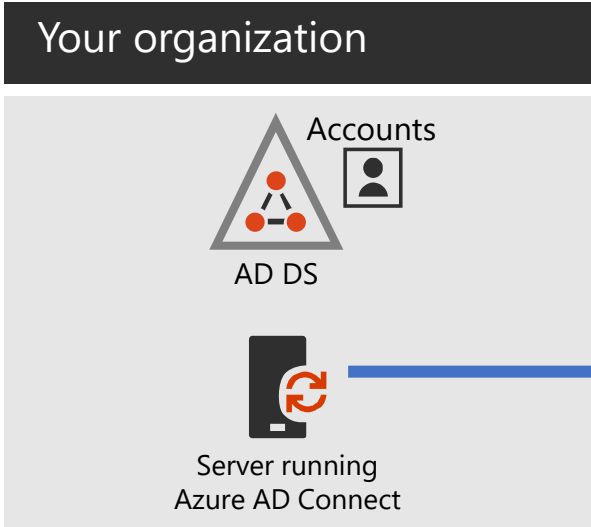 Your organization
Accounts
AD DS
Server running
Azure AD Connect